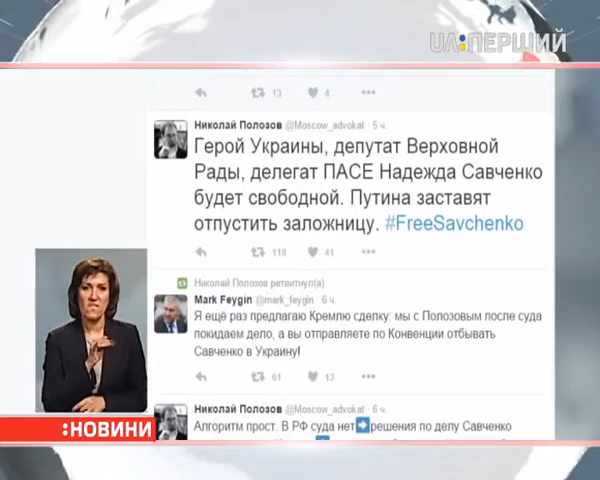 UA:ПЕРШИЙ
13 4
Николай Полозов @Moscow_advokat · 5 ч.
Герой Украины, депутат Верховной
Рады, делегат ПАСЕ Надежда Савченко
будет свободной. Путина заставят
отпустить заложницу. #FreeSavchenko
119 41
Николай Полозов ретвитнул(а)
Mark Feygin @mark_feygin · 6 ч.
Я ещё раз предлагаю Кремлю сделку: мы с Полозовым после суда
покидаем дело, а вы отправляете по Конвенции отбывать
Савченко в Украину!
61 13
Николай Полозов @Moscow_advokat · 6 ч.
Алгоритм прост. В РФ суда нет➡решения по делу Савченко
:НОВИНИ